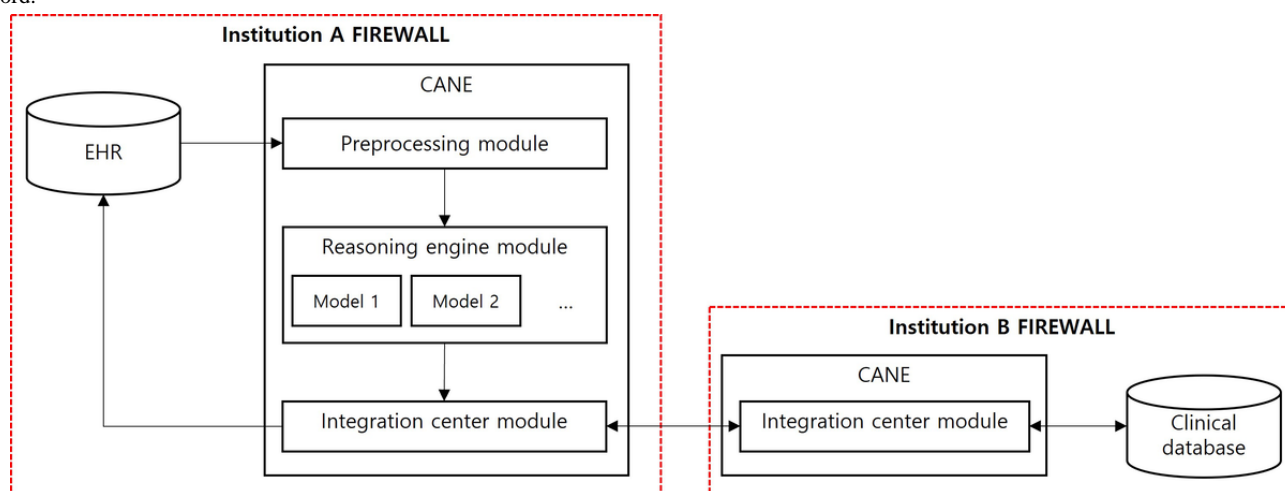 ord.
Institution A FIREWALL
CANE
EHR
Preprocessing module
Reasoning engine module
Model 1
Model 2
...
Integration center module
Institution B FIREWALL
CANE
Integration center module
Clinical
database